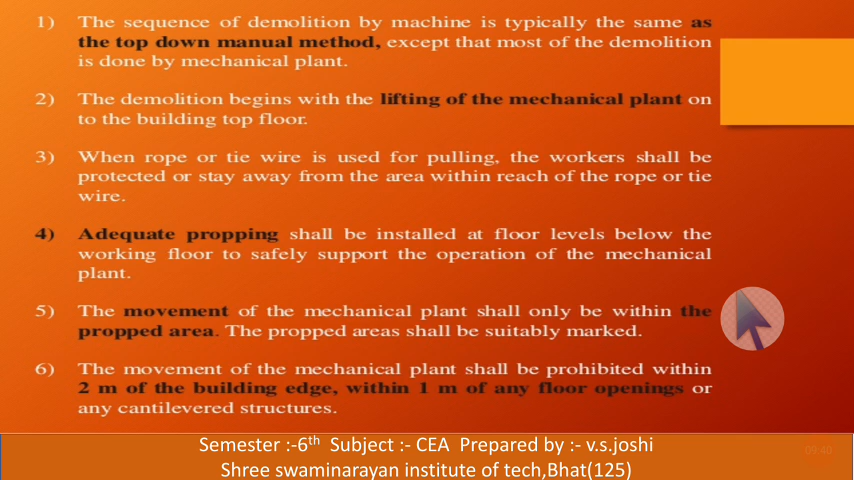 1) The sequence of demolition by machine is typically the same as
the top down manual method, except that most of the demolition
is done by mechanical plant.
2) The demolition begins with the lifting of the mechanical plant on
to the building top floor.
3) When rope or tie wire is used for pulling, the workers shall be
protected or stay away from the area within reach of the rope or tie
wire.
4) Adequate propping shall be installed at floor levels below the
working floor to safely support the operation of the mechanical
plant.
5) The movement of the mechanical plant shall only be within the
propped area. The propped areas shall be suitably marked.
6) The movement of the mechanical plant shall be prohibited within
2 m of the building edge, within 1 m of any floor openings or
any cantilevered structures.
Semester :-6th Subject :- CEA Prepared by :- v.s.joshi
Shree swaminarayan institute of tech,Bhat(125)
09:40